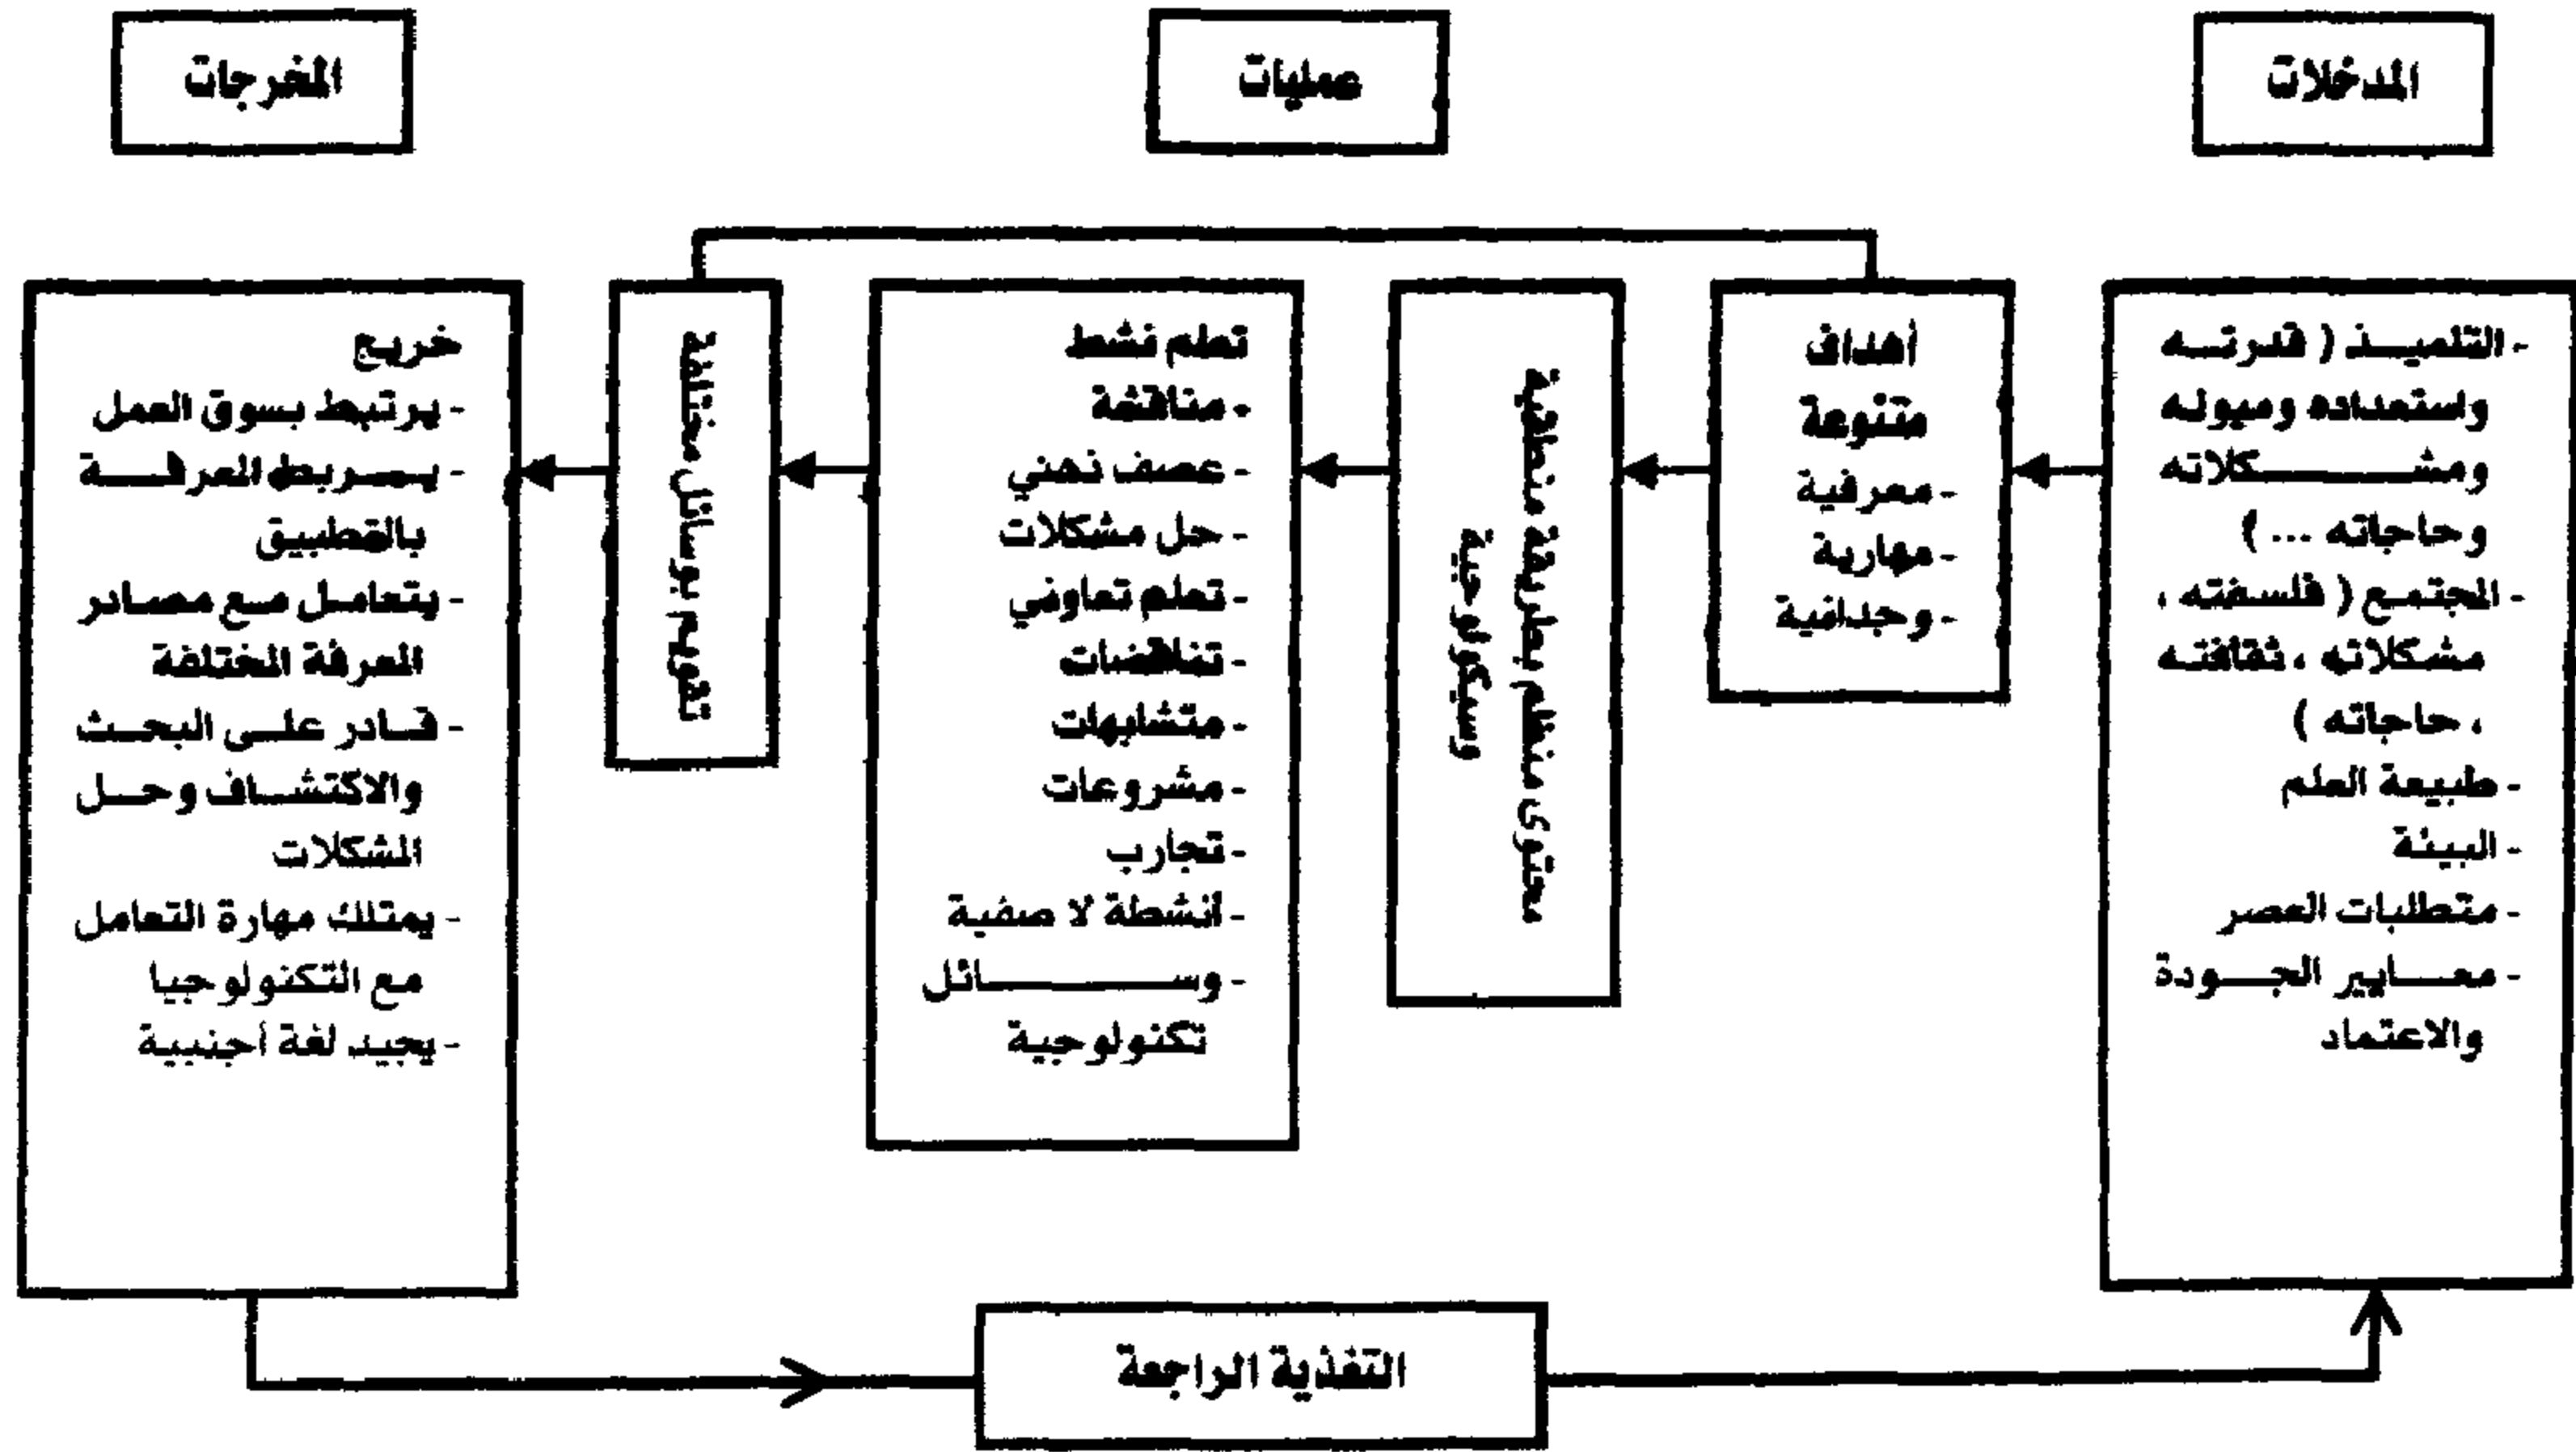 المدخلات
عمليات
المخرجات
- التلميذ ( قدرته
واستعداده وميوله
ومشكلاته
وحاجاته ... )
- المجتمع ( فلسفته ،
مشكلاته ، ثقافته
، حاجاته )
- طبيعة العلم
- البيئة
- متطلبات العصر
- معايير الجودة
والاعتماد
أهداف
متنوعة
- معرفية
- مهارية
- وجدانية
محتوى منظم بطريقة منطقية
وسيكولوجية
تعلم نشط
- مناقشة
- عصف ذهني
- حل مشكلات
- تعلم تعاوني
- تناقضات
- متشابهات
- مشروعات
- تجارب
- أنشطة لا صفية
- وسائل
تكنولوجية
تقويم بوسائل مختلفة
خريج
- يرتبط بسوق العمل
- يربط المعرفة
بالتطبيق
- يتعامل مع مصادر
المعرفة المختلفة
- قادر على البحث
والاكتشاف وحل
المشكلات
- يمتلك مهارة التعامل
مع التكنولوجيا
- يجيد لغة أجنبية
التغذية الراجعة